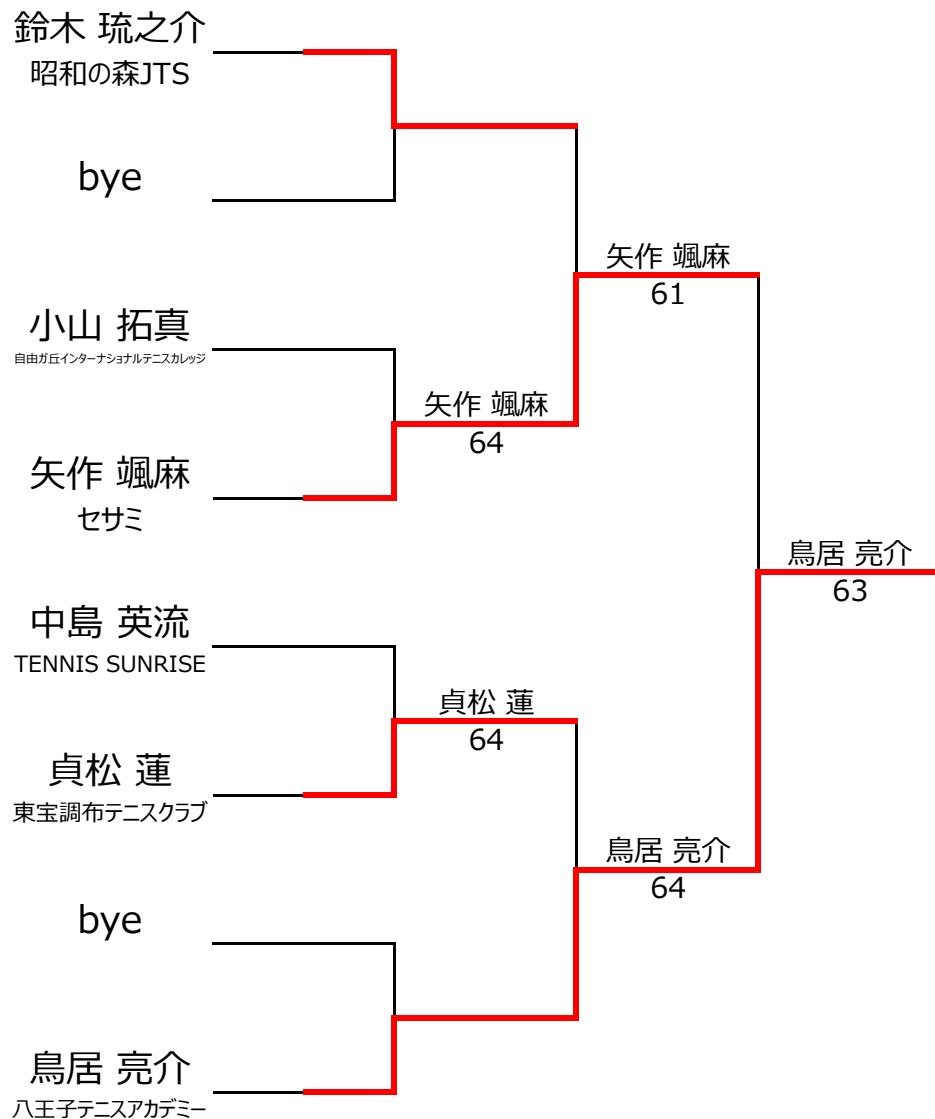 鈴木 琉之介
昭和の森JTS
bye
小山 拓真
自由ガ丘インターナショナルテニスカレッジ
矢作 颯麻
セサミ
中島 英流
TENNIS SUNRISE
貞松 蓮
東宝調布テニスクラブ
bye
鳥居 亮介
八王子テニスアカデミー
矢作 颯麻
64
貞松 蓮
64
矢作 颯麻
61
鳥居 亮介
64
鳥居 亮介
63